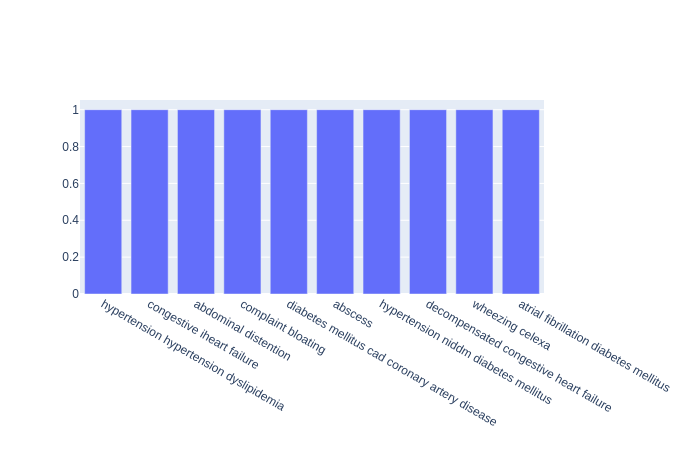 1
0.8
0.6
0.4
0.2
0
hypertension hypertension dyslipidemia
congestive iheart failure
abdominal distention
complaint bloating
diabetes mellitus cad coronary artery disease
abscess
hypertension niddm diabetes mellitus
decompensated congestive heart failure
wheezing celexa
atrial fibrillation diabetes mellitus